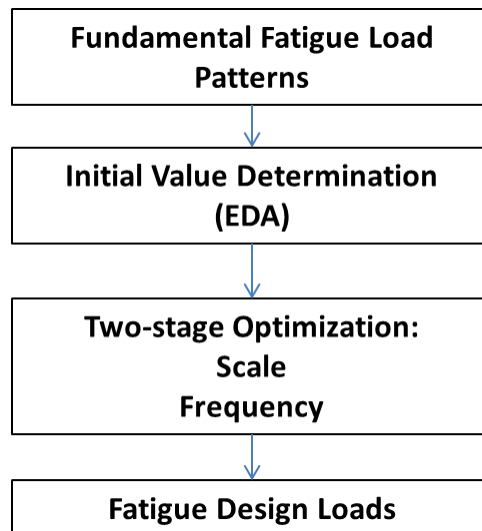 Fundamental Fatigue Load
Patterns
Initial Value Determination
(EDA)
Two-stage Optimization:
Scale
Frequency
Fatigue Design Loads